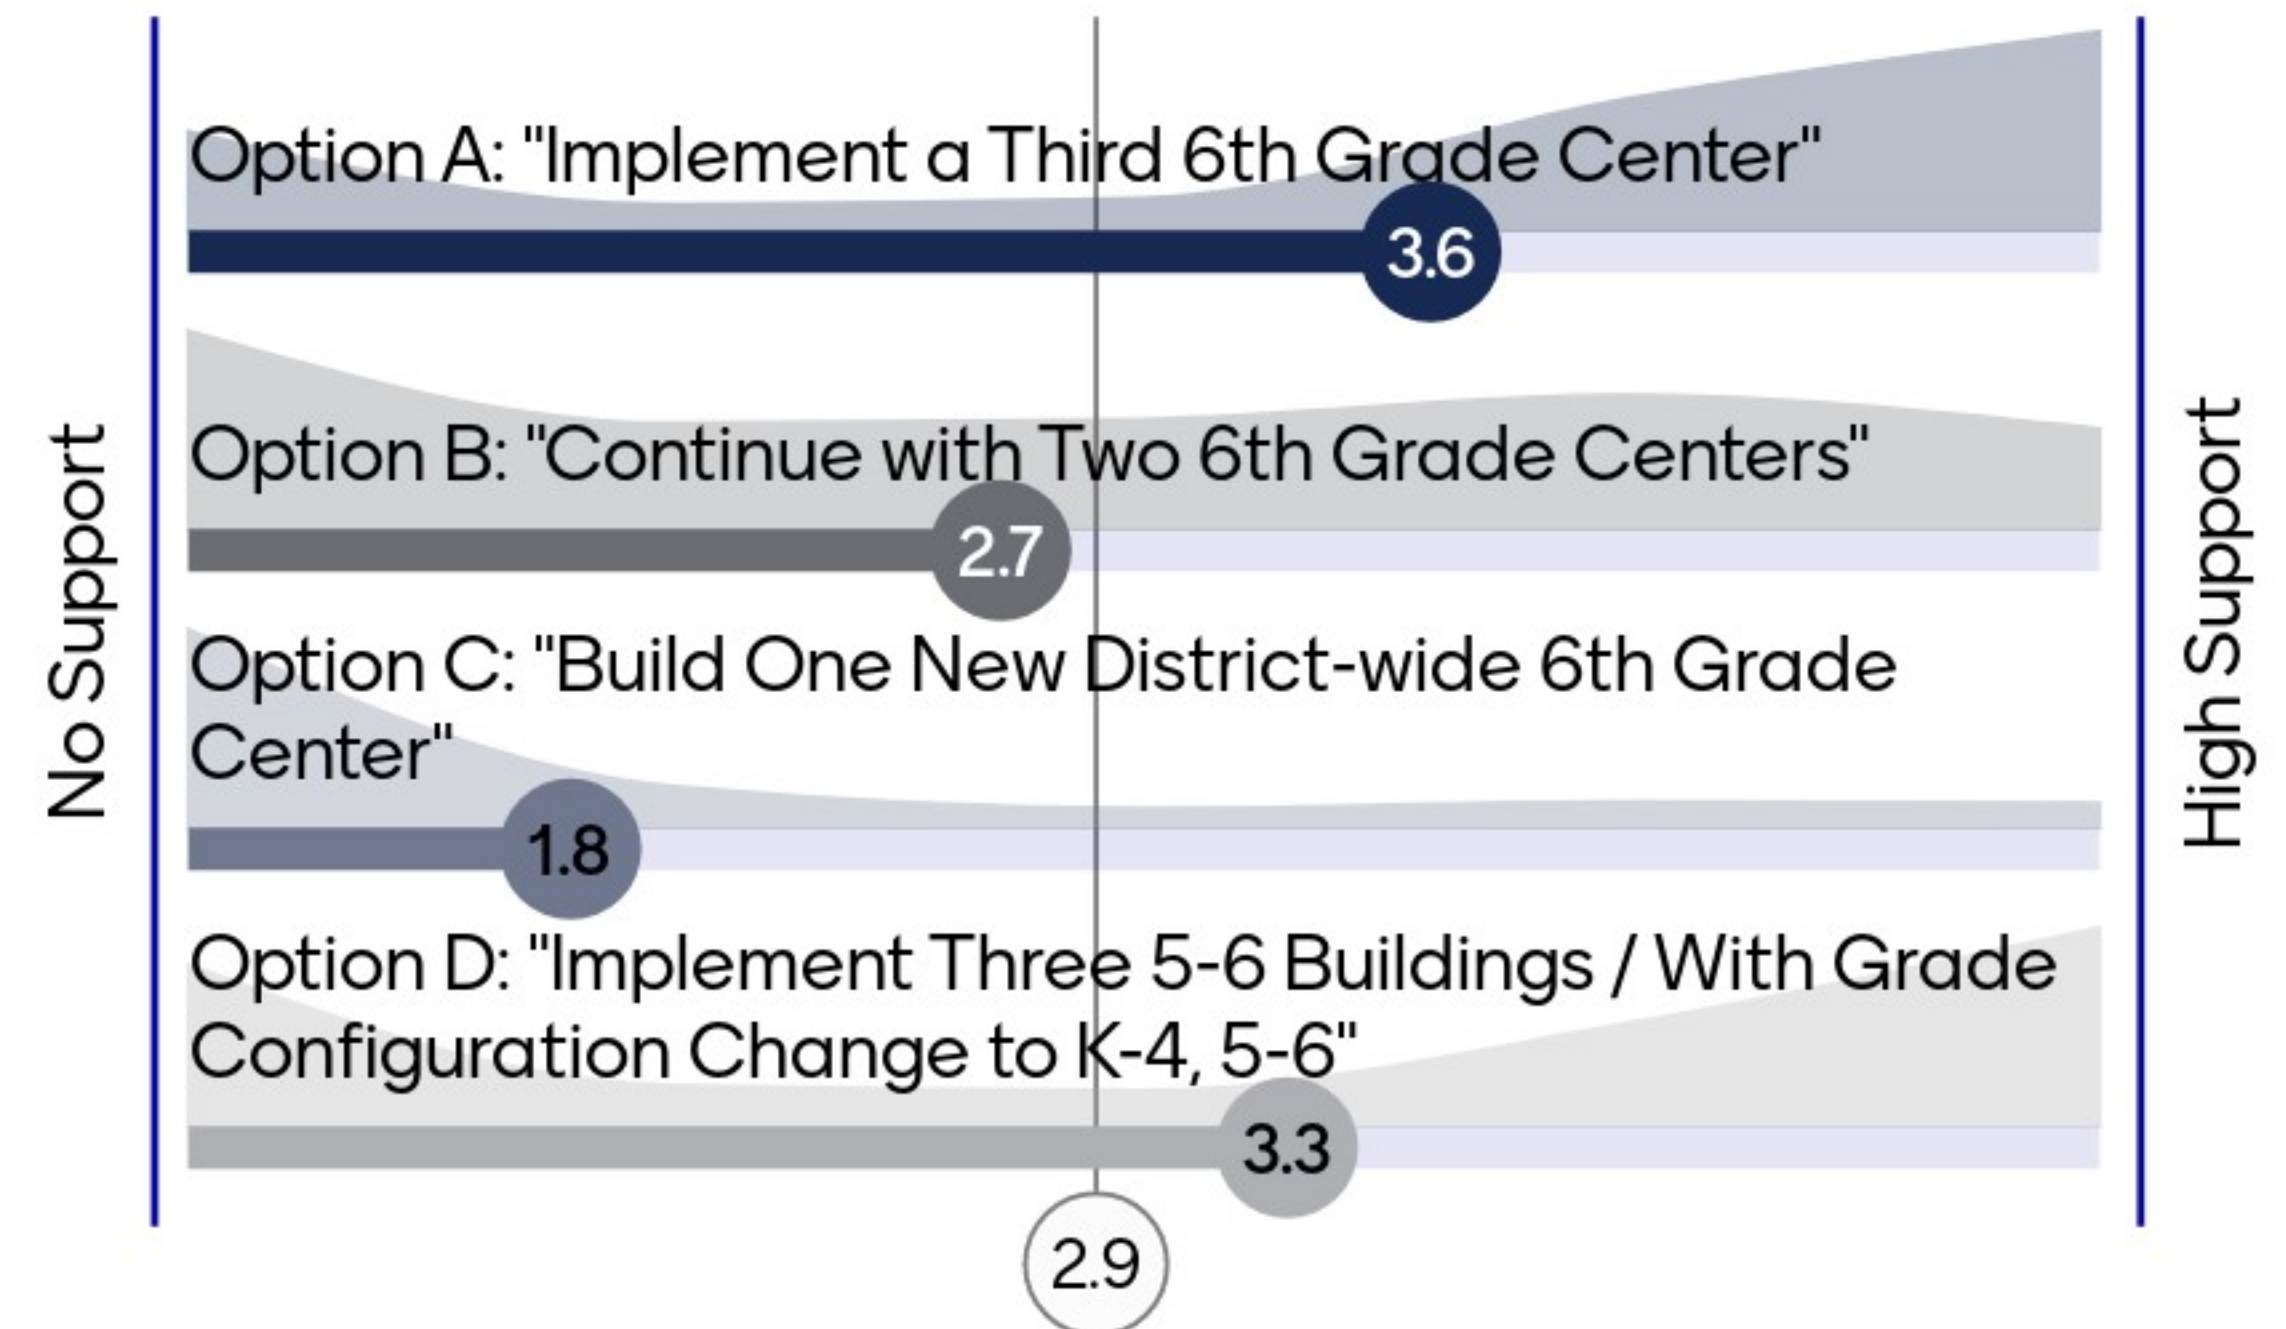 Option A: "Implement a Third 6th Grade Center"
3.6
Option B: "Continue with Two 6th Grade Centers"
2.7
Option C: "Build One New District-wide 6th Grade
Center"
1.8
Option D: "Implement Three 5-6 Buildings / With Grade
Configuration Change to K-4, 5-6"
3.3
2.9
No Support
High Support